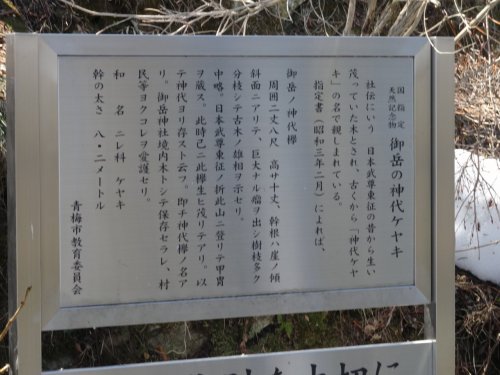 国指定
天然記念物 御岳の神代ケヤキ
社伝にいう 日本武尊東征の昔から生い
茂っていた木とされ、古くから「神代ケヤ
キ」の名で親しまれている。
指定書（昭和三年二月）によれば、
御岳ノ神代欅
周囲二丈八尺 高サ十丈、幹根ハ崖ノ傾
斜面ニアリテ、巨大ナル瘤ヲ出シ樹枝多ク
分枝シテ古木ノ雄相ヲ示セリ。
中略。日本武尊東征ノ折此山ニ登リテ甲冑
ヲ蔵ス。此時已ニ此欅生ヒ茂リテアリ。以
テ神代ヨリ存スト云フ。即チ神代欅ノ名ア
リ。御岳神社境内木トシテ保存セラレ、村
民等ヨクコレヲ愛護セリ。
和名 ニレ科 ケヤキ
幹の太さ 八・二メートル
青梅市教育委員会